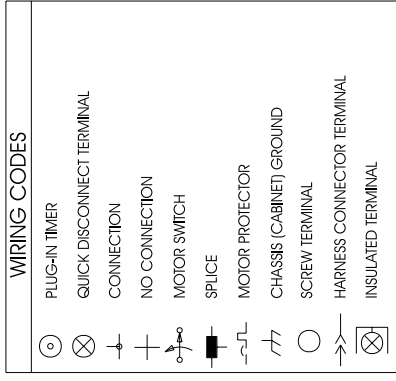 WIRING CODES
PLUG-IN TIMER
QUICK DISCONNECT TERMINAL
CONNECTION
NO CONNECTION
MOTOR SWITCH
SPLICE
MOTOR PROTECTOR
CHASSIS (CABINET) GROUND
SCREW TERMINAL
HARNESS CONNECTOR TERMINAL
INSULATED TERMINAL